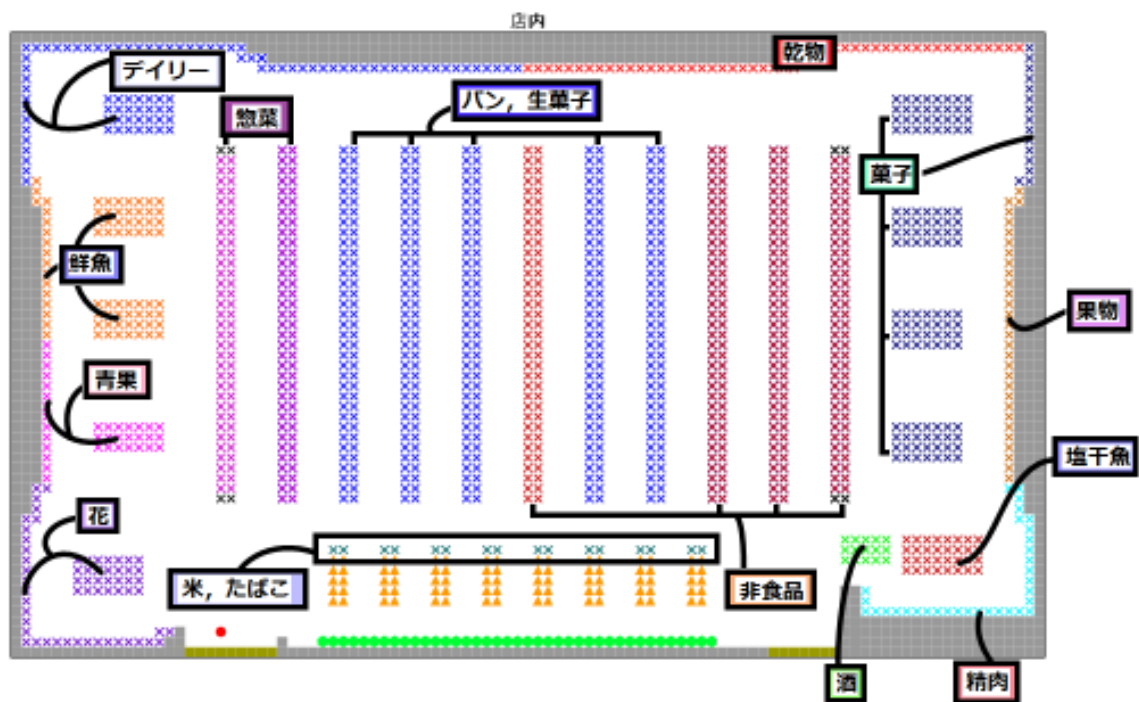 店内
乾物
デイリー
惣菜
パン，生菓子
菓子
鮮魚
果物
青果
塩干魚
花
米，たばこ
非食品
酒
精肉